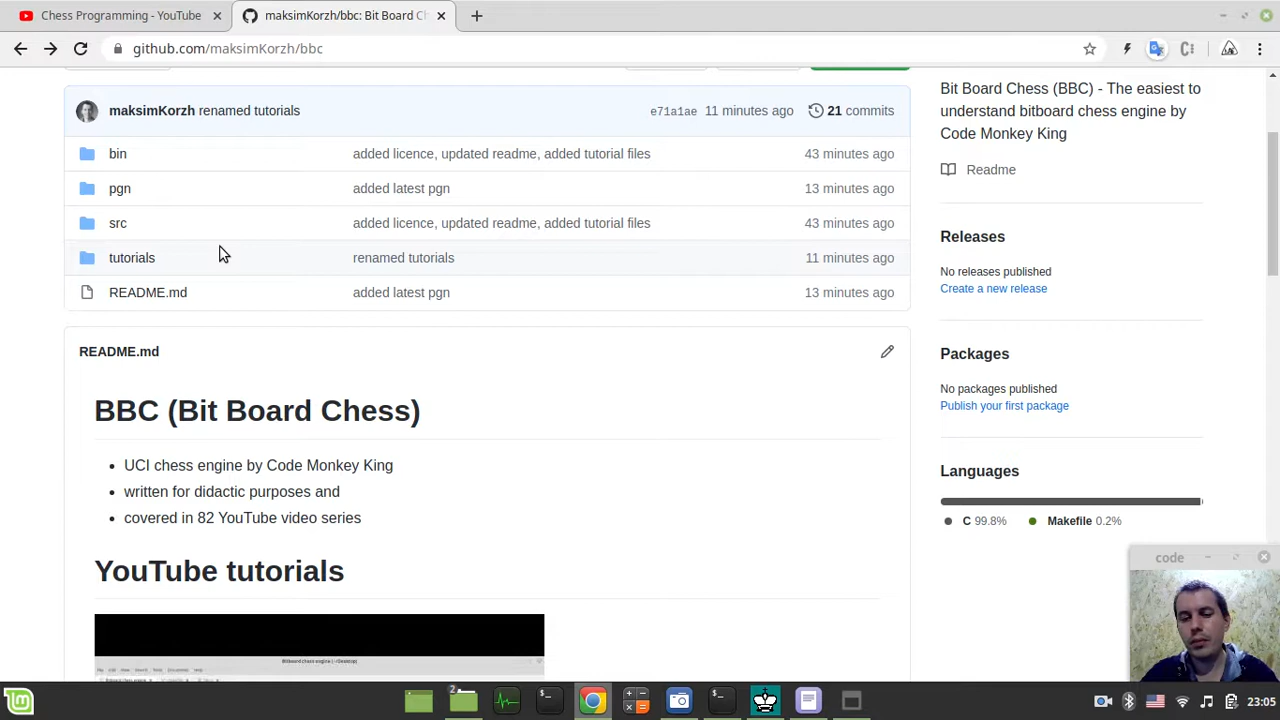 Chess Programming - YouTube
maksimKorzh/bbc: Bit Board Ch
github.com/maksimKorzh/bbc
maksimKorzh renamed tutorials
e71a1ae 11 minutes ago 21 commits
bin added licence, updated readme, added tutorial files 43 minutes ago
pgn added latest pgn 13 minutes ago
src added licence, updated readme, added tutorial files 43 minutes ago
tutorials renamed tutorials 11 minutes ago
README.md added latest pgn 13 minutes ago
README.md
BBC (Bit Board Chess)
UCI chess engine by Code Monkey King
written for didactic purposes and
covered in 82 YouTube video series
YouTube tutorials
Bit Board Chess (BBC) - The easiest to
understand bitboard chess engine by
Code Monkey King
Readme
Releases
No releases published
Create a new release
Packages
No packages published
Publish your first package
Languages
C 99.8% Makefile 0.2%
code
2
23:05